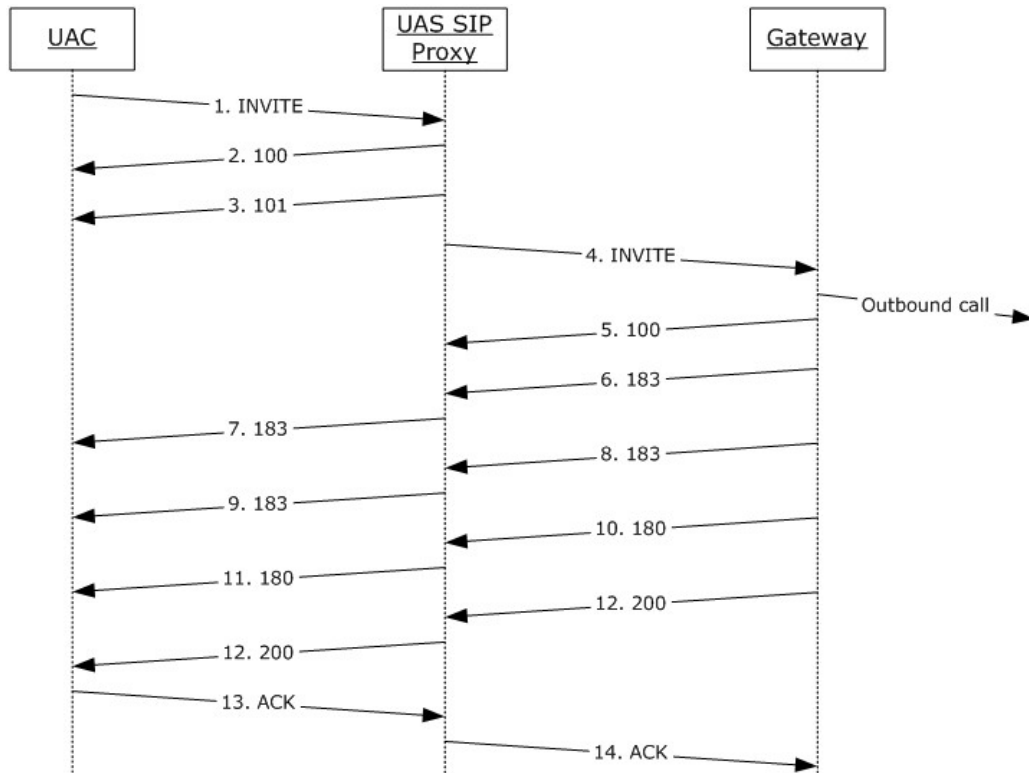 UAC
UAS SIP
Proxy
Gateway
1. INVITE
2. 100
3. 101
4. INVITE
Outbound call
5. 100
6. 183
7. 183
8. 183
9. 183
10. 180
11. 180
12. 200
12. 200
13. ACK
14. ACK